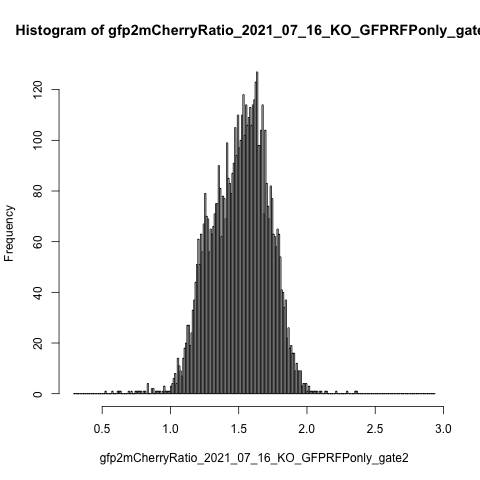 Histogram of gfp2mCherryRatio_2021_07_16_KO_GFPRFPonly_gate
Frequency
120
100
80
60
40
20
0
0.5 1.0 1.5 2.0 2.5 3.0
gfp2mCherryRatio_2021_07_16_KO_GFPRFPonly_gate2